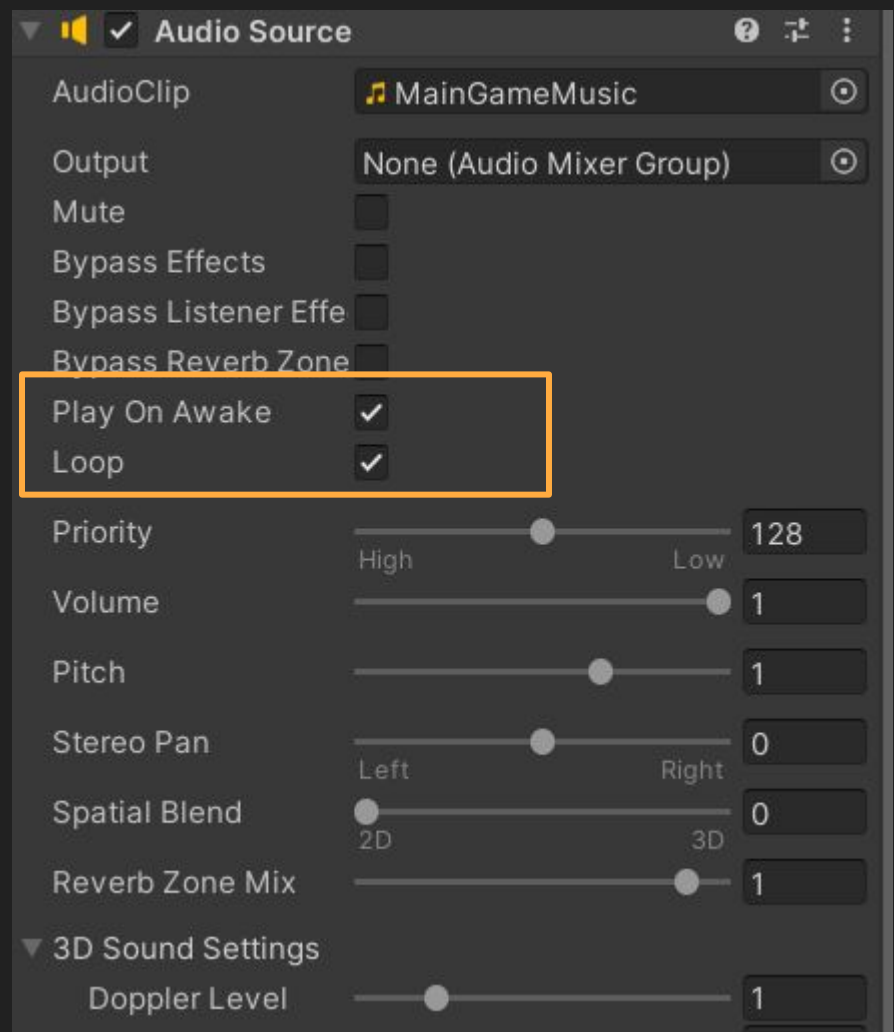 Audio Source
AudioClip MainGameMusic
Output None (Audio Mixer Group)
Mute
Bypass Effects
Bypass Listener Effe
Bypass Reverb Zone
Play On Awake
Loop
Priority 128
High Low
Volume 1
Pitch 1
Stereo Pan 0
Left Right
Spatial Blend 0
2D 3D
Reverb Zone Mix 1
3D Sound Settings
Doppler Level 1